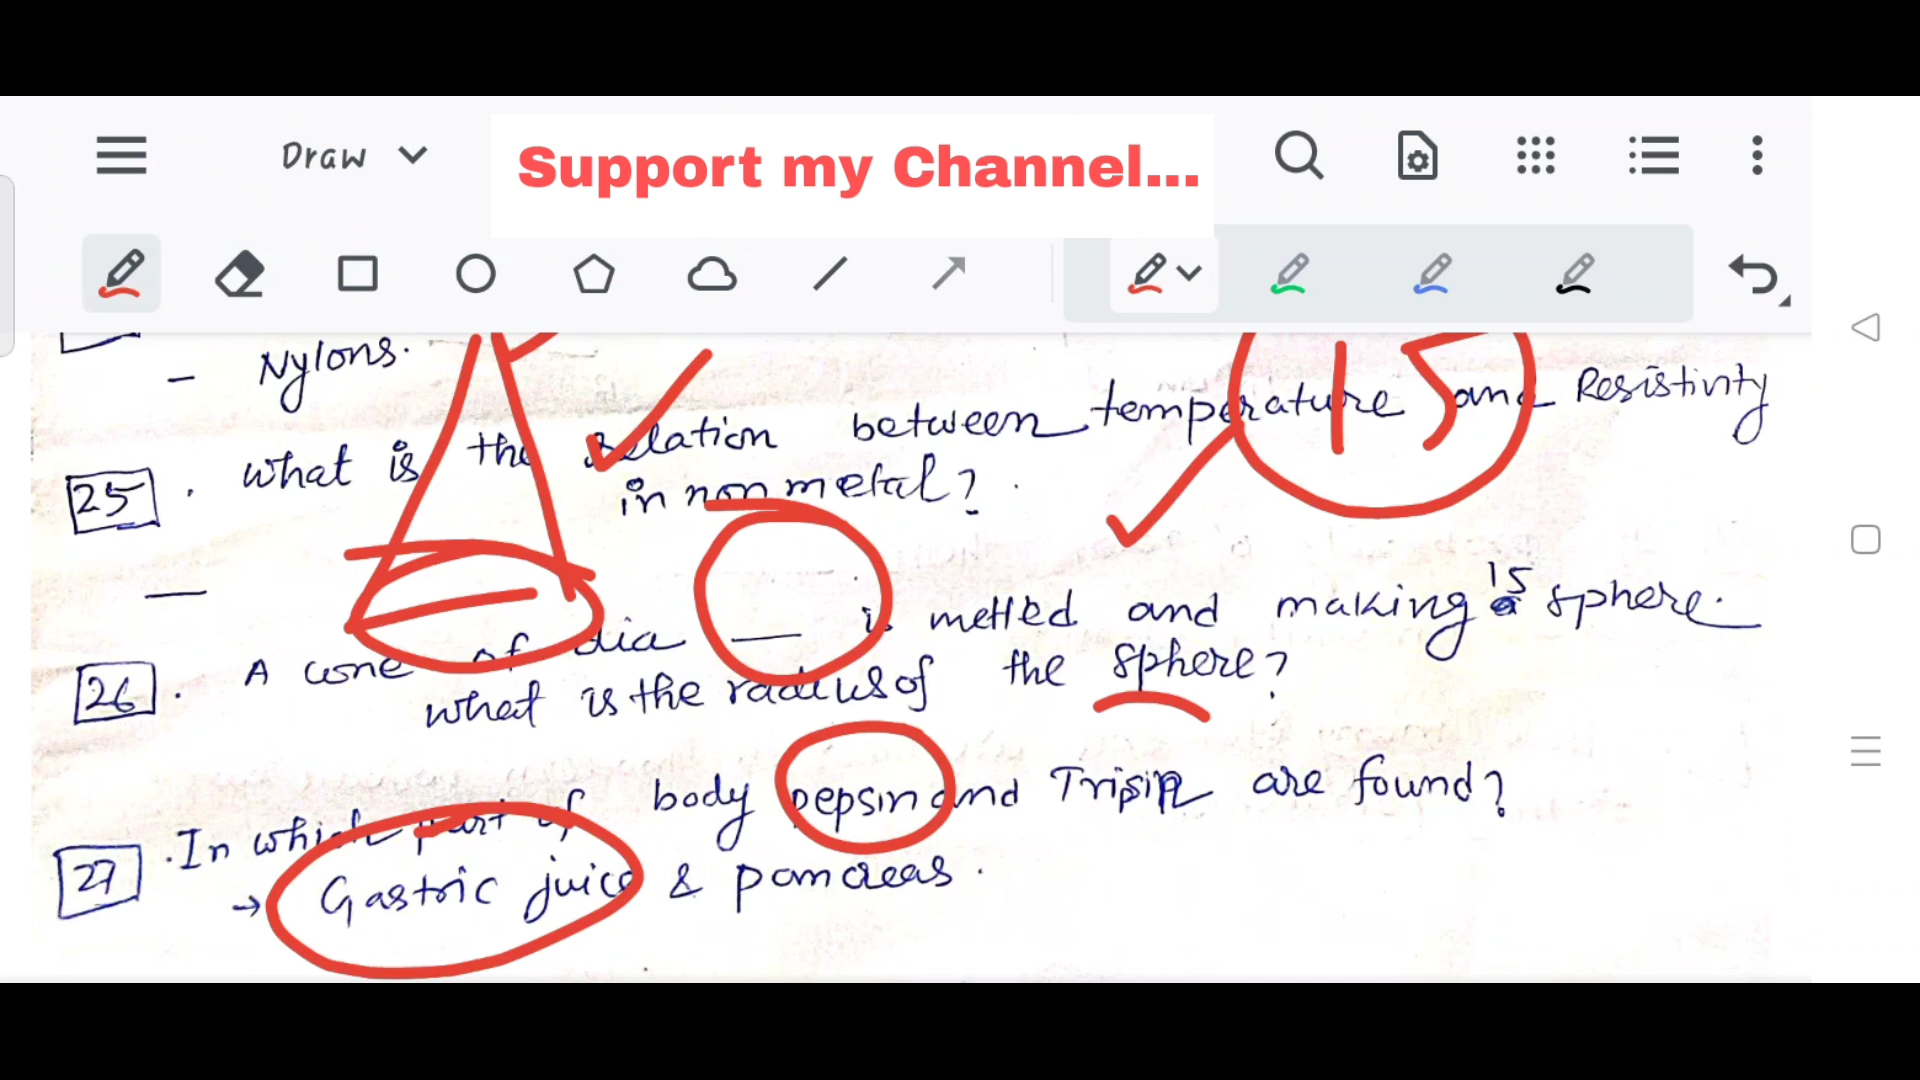 Draw
Support my Channel...
- Nylons.
25. what is the relation between temperature and Resistivity
in non metal?
15
26. A cone of dia __ is melted and making 15 sphere.
what is the radius of the sphere?
27. In which part of body pepsin and Tripsin are found?
→ Gastric juice & pancreas.